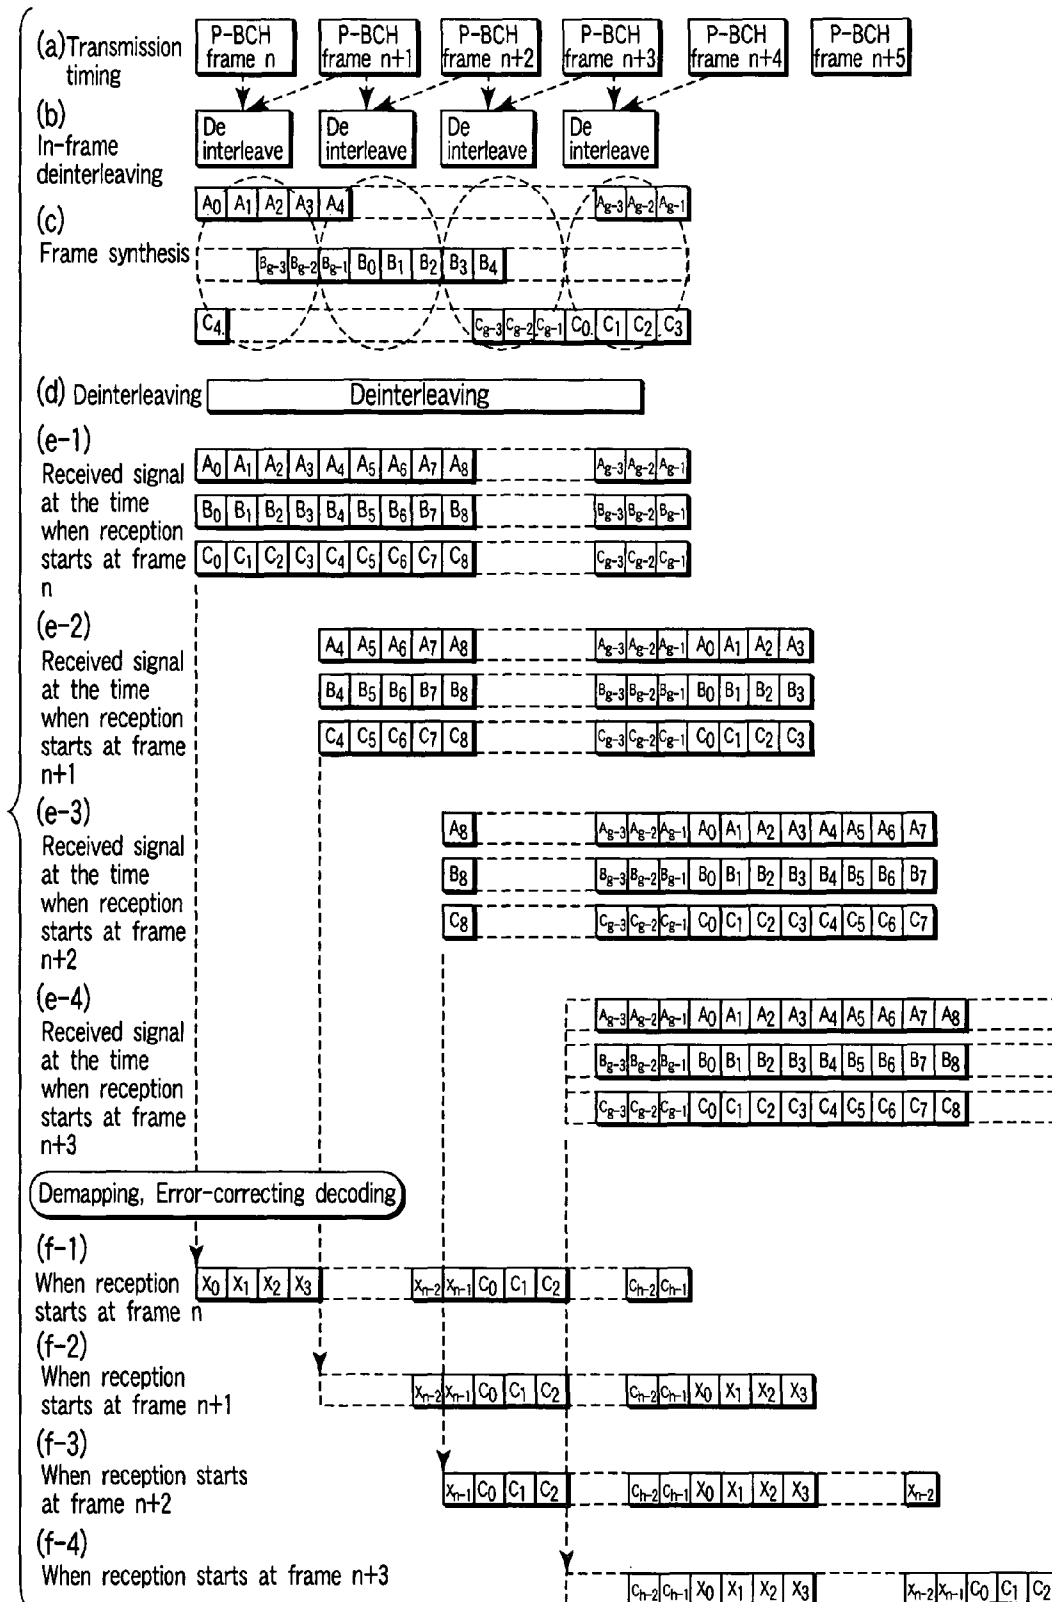 (a) Transmission timing
P-BCH frame n P-BCH frame n+1 P-BCH frame n+2 P-BCH frame n+3 P-BCH frame n+4 P-BCH frame n+5
(b)
In-frame deinterleaving
De interleave De interleave De interleave De interleave
(c)
Frame synthesis
A0 A1 A2 A3 A4 Ag-3 Ag-2 Ag-1
Bg-3 Bg-2 Bg-1 B0 B1 B2 B3 B4
C4. Cg-3 Cg-2 Cg-1 C0. C1 C2 C3
(d) Deinterleaving Deinterleaving
(e-1)
Received signal
at the time
when reception
starts at frame
n
A0 A1 A2 A3 A4 A5 A6 A7 A8 Ag-3 Ag-2 Ag-1
B0 B1 B2 B3 B4 B5 B6 B7 B8 Bg-3 Bg-2 Bg-1
C0 C1 C2 C3 C4 C5 C6 C7 C8 Cg-3 Cg-2 Cg-1
(e-2)
Received signal
at the time
when reception
starts at frame
n+1
A4 A5 A6 A7 A8 Ag-3 Ag-2 Ag-1 A0 A1 A2 A3
B4 B5 B6 B7 B8 Bg-3 Bg-2 Bg-1 B0 B1 B2 B3
C4 C5 C6 C7 C8 Cg-3 Cg-2 Cg-1 C0 C1 C2 C3
(e-3)
Received signal
at the time
when reception
starts at frame
n+2
A8 Ag-3 Ag-2 Ag-1 A0 A1 A2 A3 A4 A5 A6 A7
B8 Bg-3 Bg-2 Bg-1 B0 B1 B2 B3 B4 B5 B6 B7
C8 Cg-3 Cg-2 Cg-1 C0 C1 C2 C3 C4 C5 C6 C7
(e-4)
Received signal
at the time
when reception
starts at frame
n+3
Ag-3 Ag-2 Ag-1 A0 A1 A2 A3 A4 A5 A6 A7 A8
Bg-3 Bg-2 Bg-1 B0 B1 B2 B3 B4 B5 B6 B7 B8
Cg-3 Cg-2 Cg-1 C0 C1 C2 C3 C4 C5 C6 C7 C8
Demapping, Error-correcting decoding
(f-1)
When reception
starts at frame n
X0 X1 X2 X3 Xn-2 Xn-1 C0 C1 C2 Ch-2 Ch-1
(f-2)
When reception
starts at frame n+1
Xn-2 Xn-1 C0 C1 C2 Ch-2 Ch-1 X0 X1 X2 X3
(f-3)
When reception starts
at frame n+2
Xn-1 C0 C1 C2 Ch-2 Ch-1 X0 X1 X2 X3 Xn-2
(f-4)
When reception starts at frame n+3
Ch-2 Ch-1 X0 X1 X2 X3 Xn-2 Xn-1 C0 C1 C2